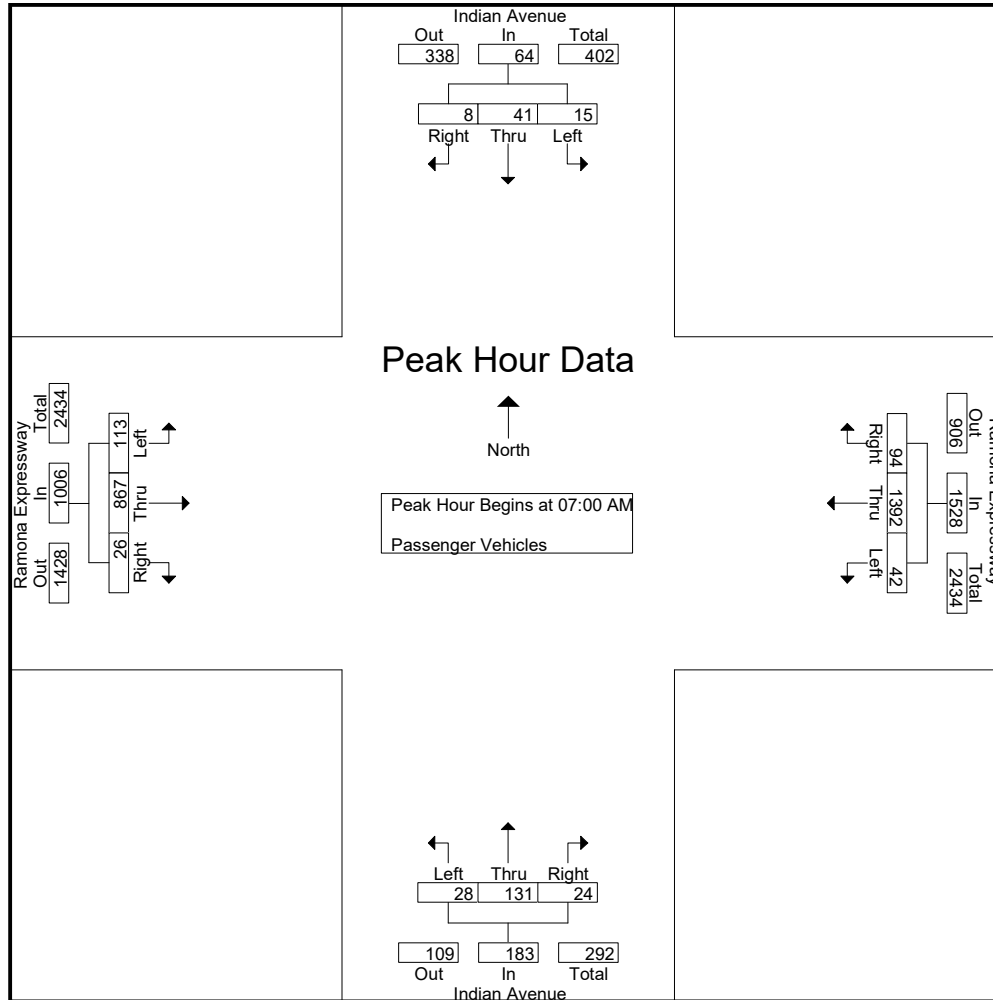 Indian Avenue
Out In Total
338 64 402
8 41 15
Right Thru Left
Peak Hour Data
North
Peak Hour Begins at 07:00 AM
Passenger Vehicles
Ramona Expressway
Total In Out
2434 1006 1428
113 867 26
Left Thru Right
Right Thru Left
94 1392 42
906 1528 2434
Out In Total
Ramona Expressway
Left Thru Right
28 131 24
109 183 292
Out In Total
Indian Avenue